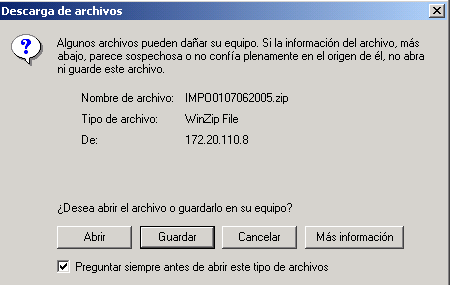 Descarga de archivos
Algunos archivos pueden dañar su equipo. Si la información del archivo, más
abajo, parece sospechosa o no confía plenamente en el origen de él, no abra
ni guarde este archivo.
Nombre de archivo: IMPO0107062005.zip
Tipo de archivo: WinZip File
De: 172.20.110.8
¿Desea abrir el archivo o guardarlo en su equipo?
Abrir Guardar Cancelar Más información
Preguntar siempre antes de abrir este tipo de archivos